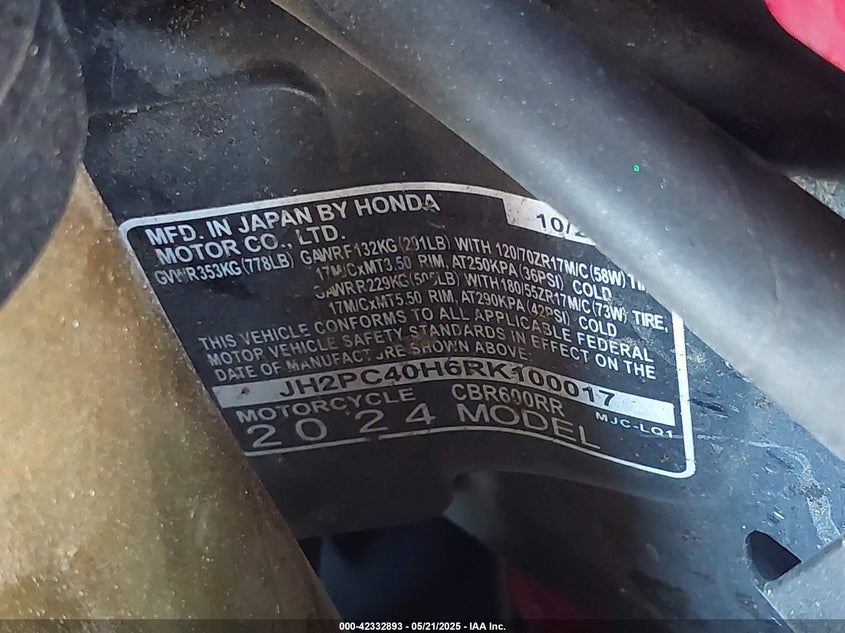 MFD. IN JAPAN BY HONDA
MOTOR CO., LTD. 10/2
GVWR353KG(778LB) GAWRF132KG(291LB) WITH 120/70ZR17M/C(58W)
17M/CxMT3.50 RIM, AT250KPA(36PSI) COLD
GAWRR229KG WITH180/55ZR17M/C(73W) TIRE,
17M/CxMT5.50 RIM, AT290KPA(42PSI) COLD
THIS VEHICLE CONFORMS TO ALL APPLICABLE FEDERAL
MOTOR VEHICLE SAFETY STANDARDS IN EFFECT ON THE
DATE OF MANUFACTURE SHOWN ABOVE.
JH2PC40H6RK100017
MOTORCYCLE CBR600RR
2024 MODEL MJC-LQ1
000-42332893 - 05/21/2025 - IAA Inc.